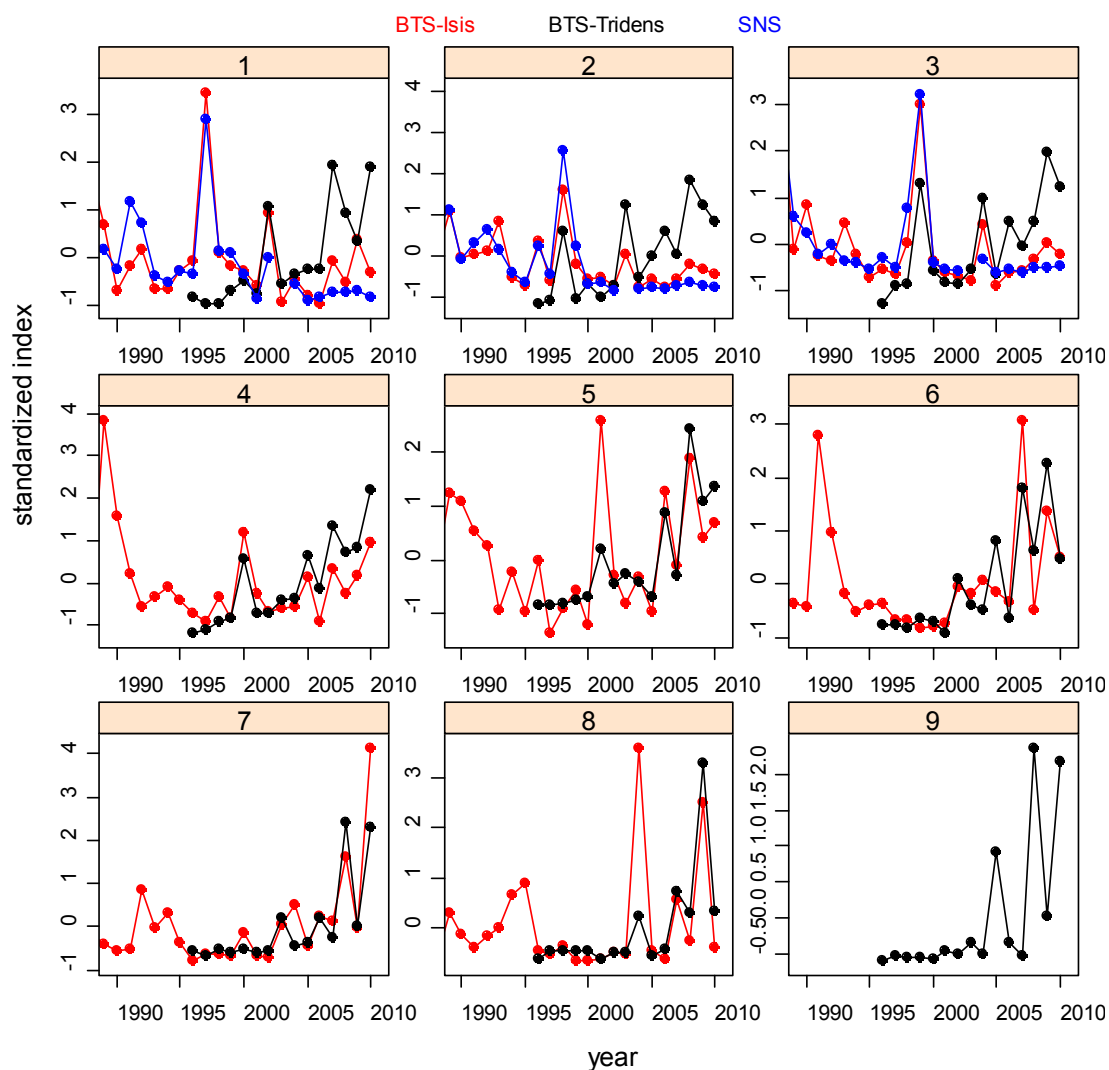 BTS-Isis BTS-Tridens SNS
1 2 3
3 2 1 0 -1
4 3 2 1 0 -1
3 2 1 0 -1
1990 1995 2000 2005 2010
1990 1995 2000 2005 2010
1990 1995 2000 2005 2010
standardized index
4 5 6
4 3 2 1 0 -1
2 1 0 -1
3 2 1 0 -1
1990 1995 2000 2005 2010
1990 1995 2000 2005 2010
1990 1995 2000 2005 2010
7 8 9
4 3 2 1 0 -1
3 2 1 0
2.0 1.5 1.0 0.5 0.0 -0.5
1990 1995 2000 2005 2010
1990 1995 2000 2005 2010
1990 1995 2000 2005 2010
year